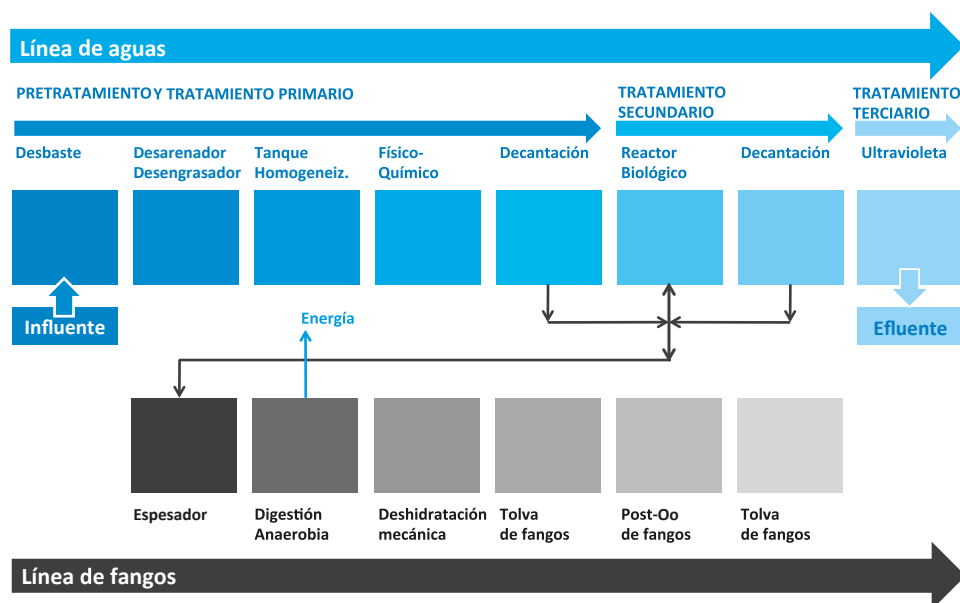 Línea de aguas
PRETRATAMIENTO Y TRATAMIENTO PRIMARIO
TRATAMIENTO
SECUNDARIO
TRATAMIENTO
TERCIARIO
Desbaste
Desarenador
Desengrasador
Tanque
Homogeneiz.
Físico-
Químico
Decantación
Reactor
Biológico
Decantación
Ultravioleta
Influente
Efluente
Energía
Espesador
Digestión
Anaerobia
Deshidratación
mecánica
Tolva
de fangos
Post-Oo
de fangos
Tolva
de fangos
Línea de fangos